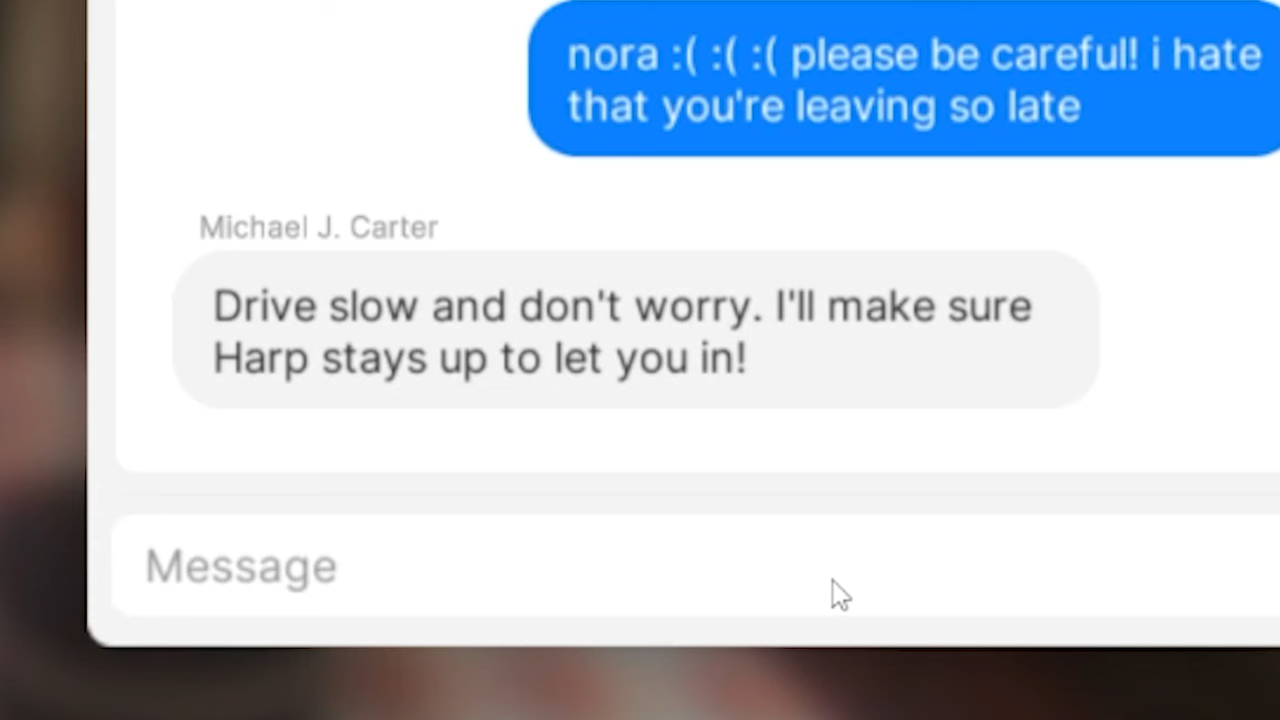 nora :( :( :( please be careful! i hate
that you're leaving so late
Michael J. Carter
Drive slow and don't worry. I'll make sure
Harp stays up to let you in!
Message